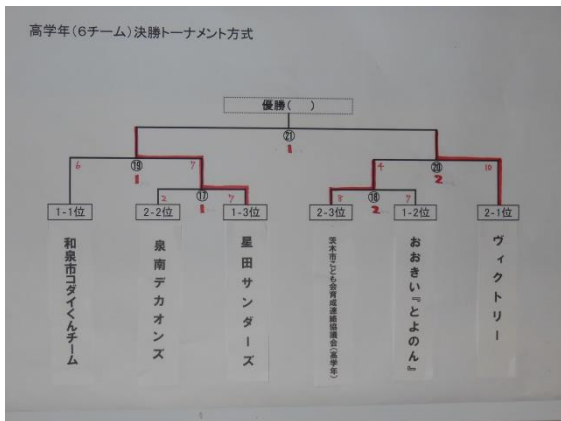 高学年(6チーム)決勝トーナメント方式
優勝( )
㉑
1
6
⑲
7
1
4
⑳
10
2
2
⑰
7
1
8
⑱
7
2
1-1位
2-2位
1-3位
2-3位
1-2位
2-1位
和泉市コダイくんチーム
泉南デカオンズ
星田サンダーズ
茨木市こども会育成連絡協議会(高学年)
おおきい『とよのん』
ヴィクトリー